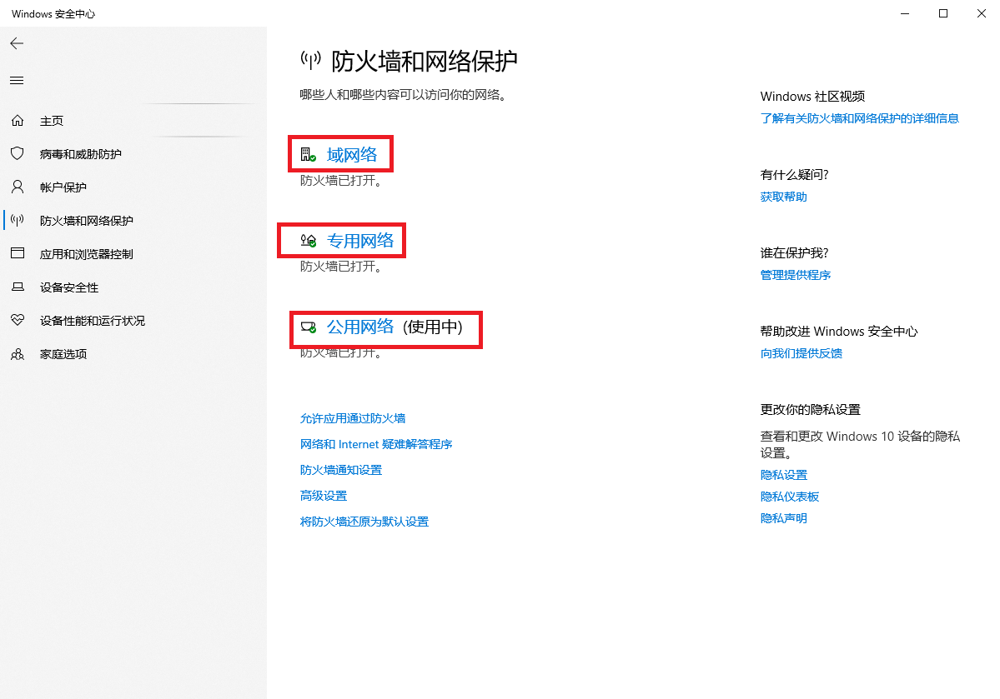 Windows 安全中心
主页
病毒和威胁防护
帐户保护
防火墙和网络保护
应用和浏览器控制
设备安全性
设备性能和运行状况
家庭选项
防火墙和网络保护
哪些人和哪些内容可以访问你的网络。
域网络
防火墙已打开。
专用网络
防火墙已打开。
公用网络 (使用中)
防火墙已打开。
允许应用通过防火墙
网络和 Internet 疑难解答程序
防火墙通知设置
高级设置
将防火墙还原为默认设置
Windows 社区视频
了解有关防火墙和网络保护的详细信息
有什么疑问?
获取帮助
谁在保护我?
管理提供程序
帮助改进 Windows 安全中心
向我们提供反馈
更改你的隐私设置
查看和更改 Windows 10 设备的隐私
设置。
隐私设置
隐私仪表板
隐私声明